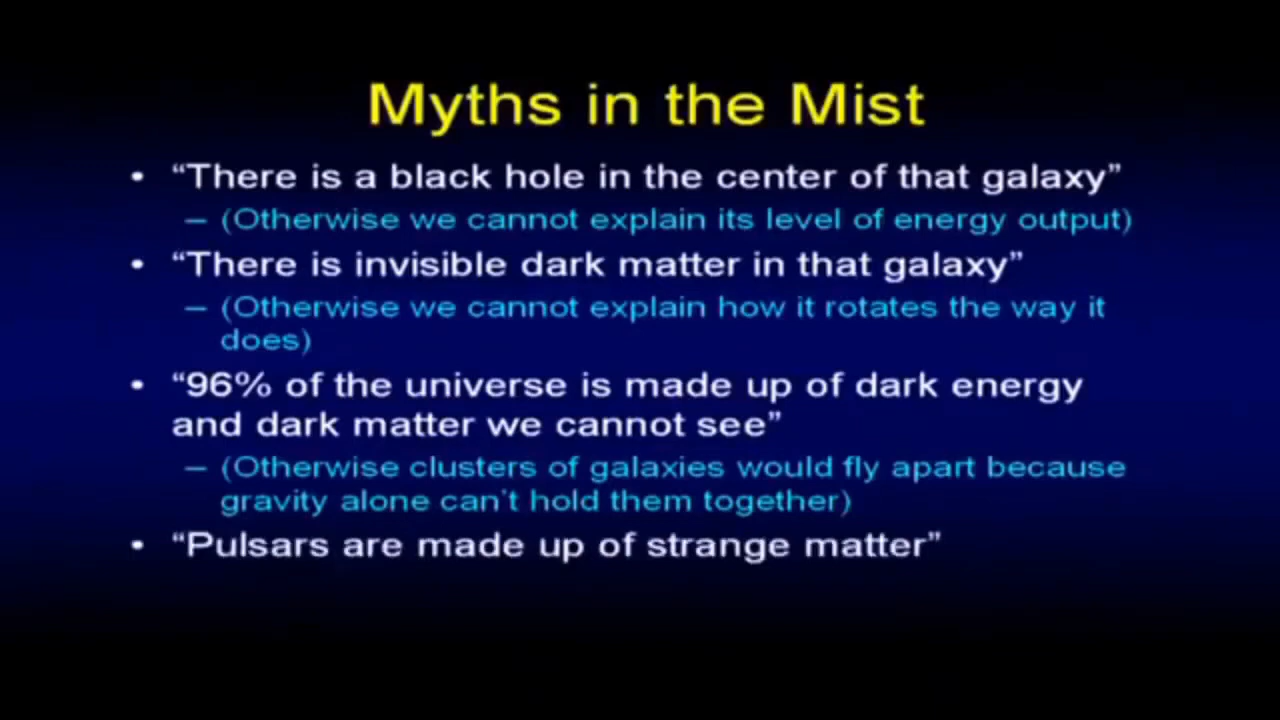 Myths in the Mist
• “There is a black hole in the center of that galaxy”
– (Otherwise we cannot explain its level of energy output)
• “There is invisible dark matter in that galaxy”
– (Otherwise we cannot explain how it rotates the way it
does)
• “96% of the universe is made up of dark energy
and dark matter we cannot see”
– (Otherwise clusters of galaxies would fly apart because
gravity alone can’t hold them together)
• “Pulsars are made up of strange matter”